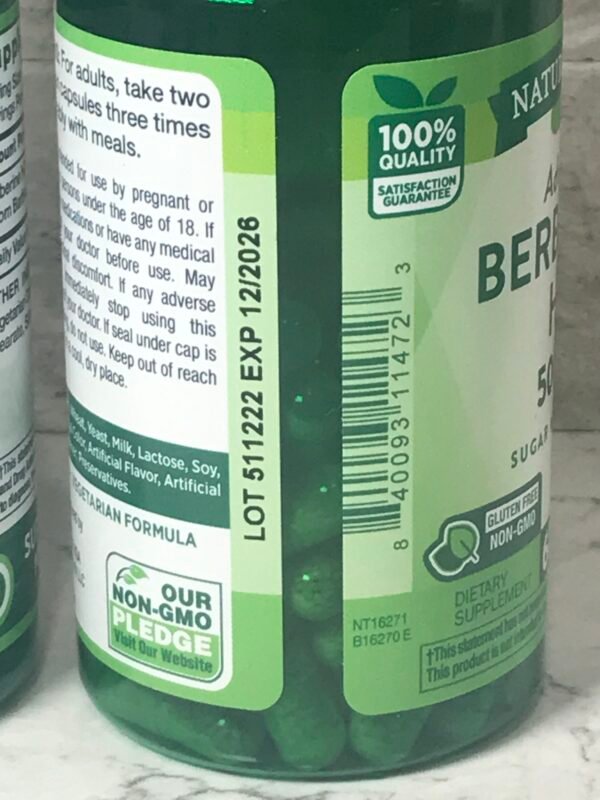 For adults, take two
capsules three times
with meals.
for use by pregnant or
under the age of 18. If
or have any medical
doctor before use. May
discomfort. If any adverse
stop using this
doctor. If seal under cap is
not use. Keep out of reach
cool, dry place.
Yeast, Milk, Lactose, Soy,
Artificial Flavor, Artificial
Preservatives.
FORMULA
OUR
NON-GMO
PLEDGE
Visit Our Website
LOT 511222 EXP 12/2026
100%
QUALITY
SATISFACTION
GUARANTEE
8 40093 11472 3
NT16271
B16270 E
NATU
BER
H
50
SUGAR
GLUTEN FREE
NON-GMO
DIETARY
SUPPLEMENT
†This statement has not
This product is not